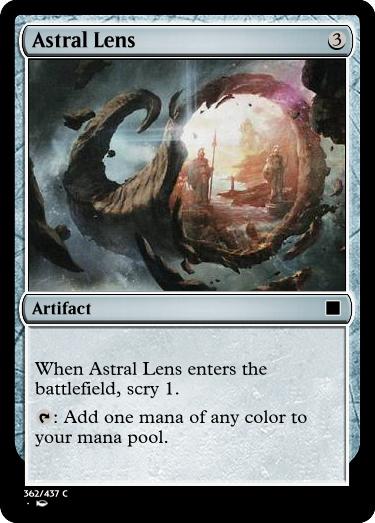 Astral Lens 3
Artifact
When Astral Lens enters the
battlefield, scry 1.
: Add one mana of any color to
your mana pool.
362/437 C